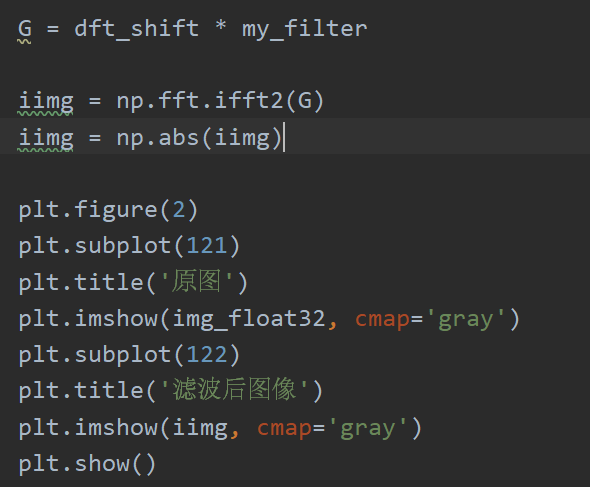 G = dft_shift * my_filter
iimg = np.fft.ifft2(G)
iimg = np.abs(iimg)
plt.figure(2)
plt.subplot(121)
plt.title('原图')
plt.imshow(img_float32, cmap='gray')
plt.subplot(122)
plt.title('滤波后图像')
plt.imshow(iimg, cmap='gray')
plt.show()